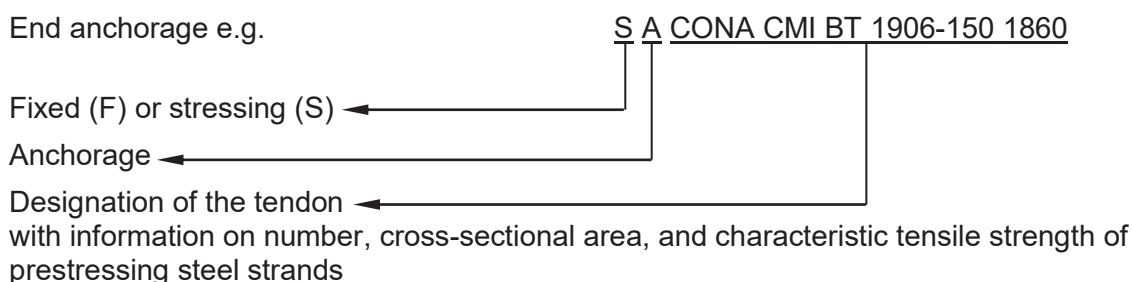 End anchorage e.g. S A CONA CMI BT 1906-150 1860
Fixed (F) or stressing (S)
Anchorage
Designation of the tendon
with information on number, cross-sectional area, and characteristic tensile strength of
prestressing steel strands